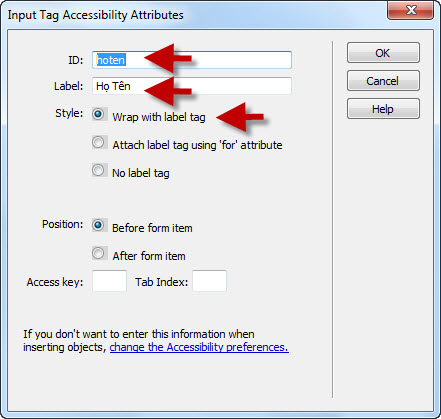 Input Tag Accessibility Attributes
ID: hoten
OK
Label: Họ Tên
Cancel
Style: Wrap with label tag
Help
Attach label tag using 'for' attribute
No label tag
Position: Before form item
After form item
Access key: Tab Index:
If you don't want to enter this information when
inserting objects, change the Accessibility preferences.